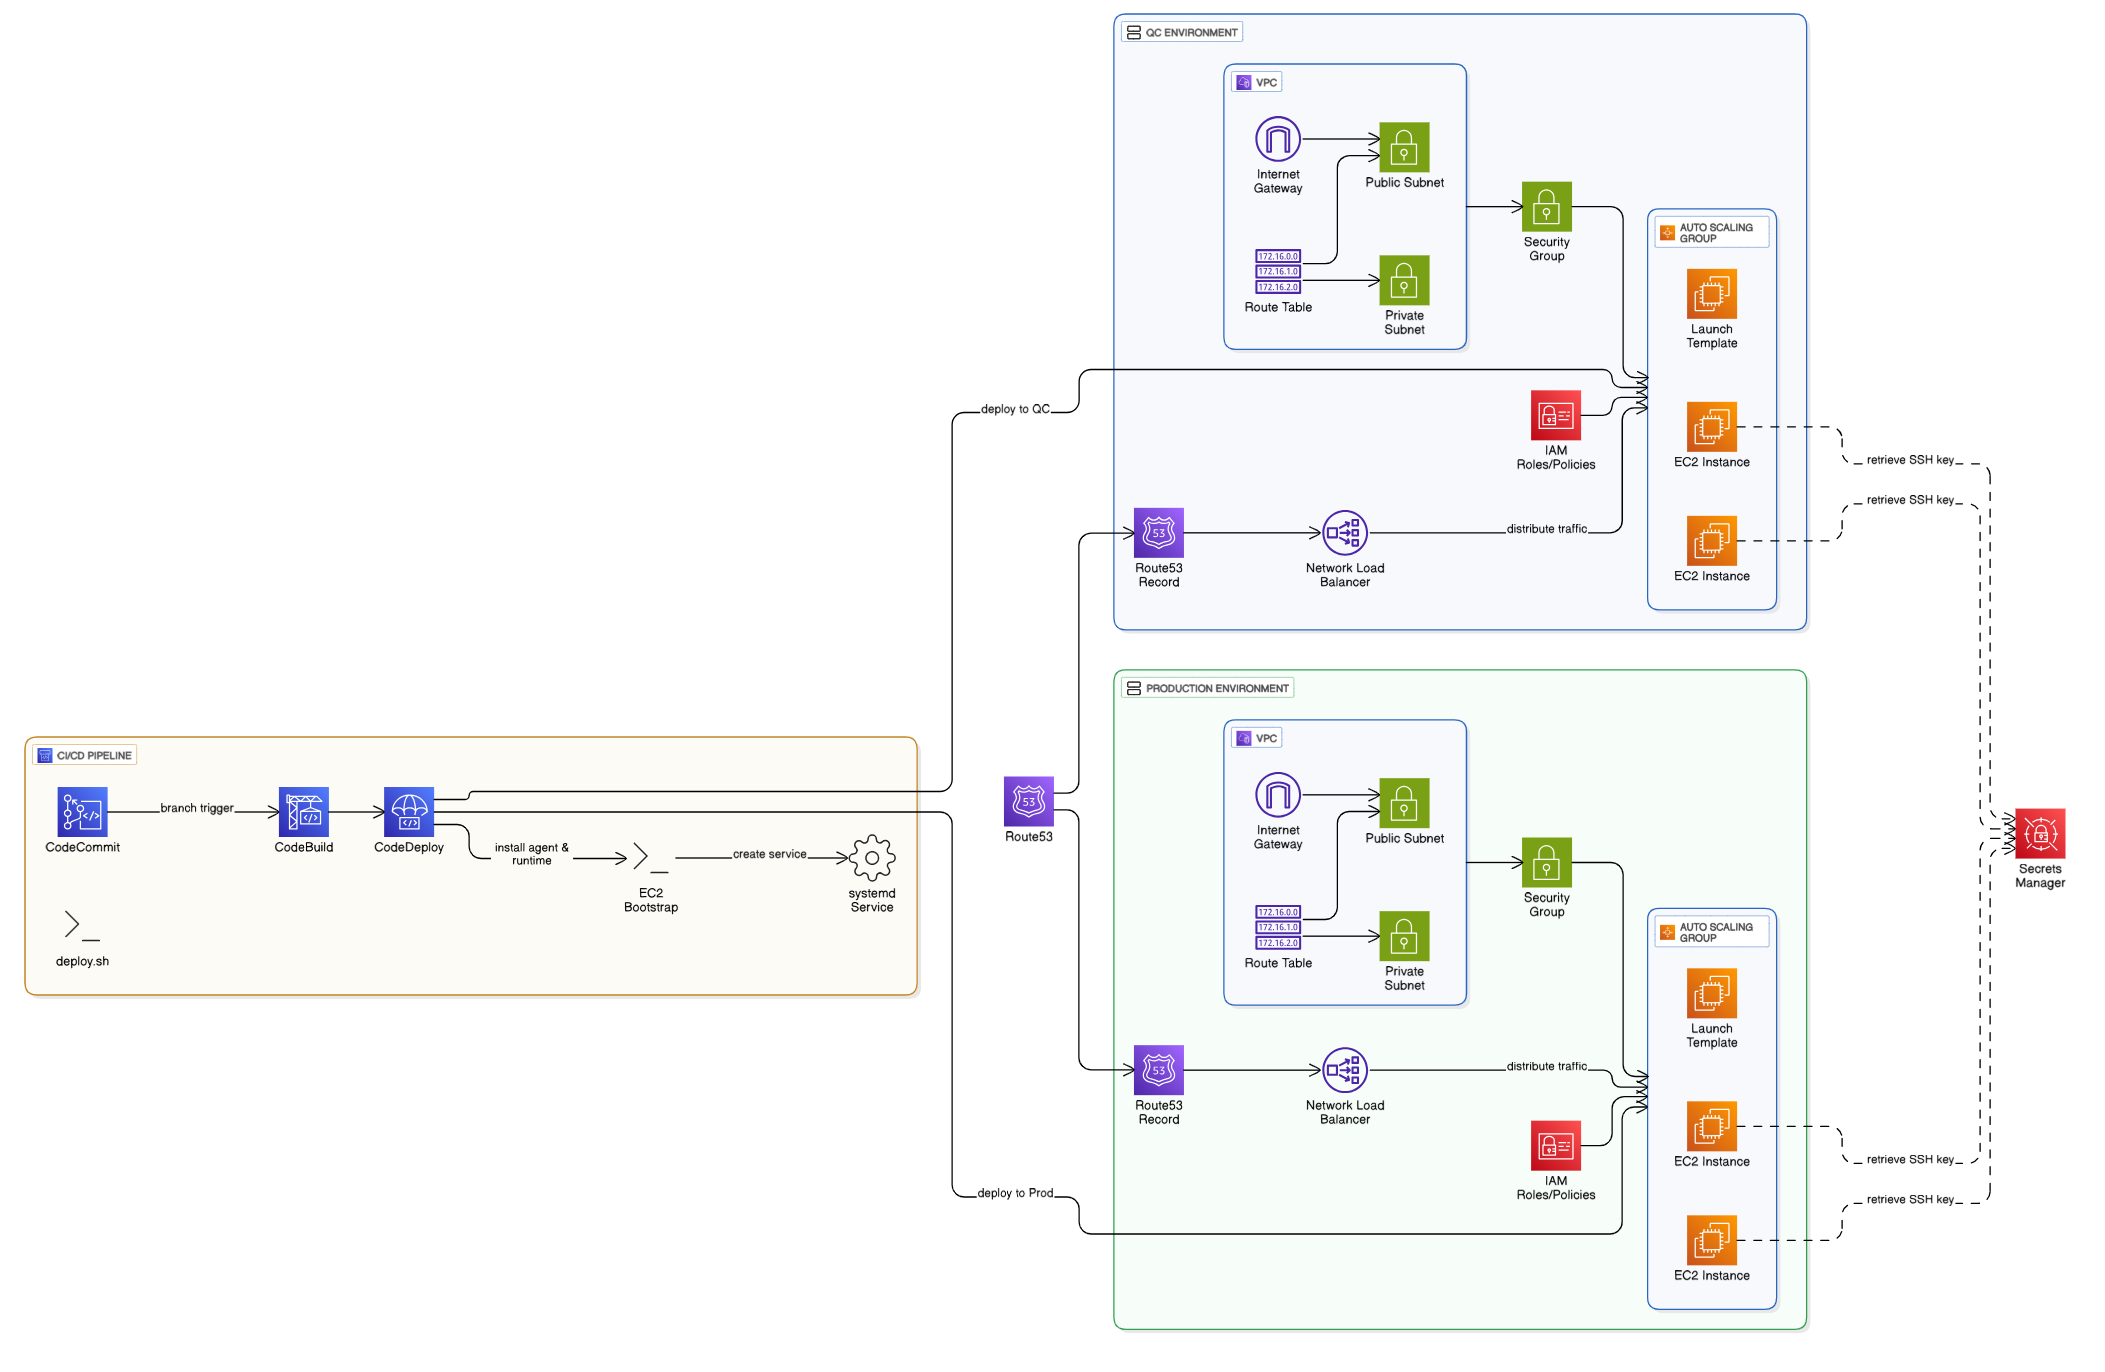 QC ENVIRONMENT
VPC
Internet
Gateway
Public Subnet
172.16.0.0
172.16.1.0
172.16.2.0
Route Table
Private
Subnet
Security
Group
AUTO SCALING
GROUP
Launch
Template
deploy to QC
IAM
Roles/Policies
EC2 Instance
retrieve SSH key
retrieve SSH key
53
Route53
Record
Network Load
Balancer
distribute traffic
EC2 Instance
PRODUCTION ENVIRONMENT
VPC
CI/CD PIPELINE
CodeCommit
branch trigger
CodeBuild
CodeDeploy
install agent &
runtime
EC2
Bootstrap
create service
systemd
Service
deploy.sh
53
Route53
Internet
Gateway
Public Subnet
172.16.0.0
172.16.1.0
172.16.2.0
Route Table
Private
Subnet
Security
Group
Secrets
Manager
AUTO SCALING
GROUP
Launch
Template
53
Route53
Record
Network Load
Balancer
distribute traffic
IAM
Roles/Policies
EC2 Instance
retrieve SSH key
retrieve SSH key
deploy to Prod
EC2 Instance